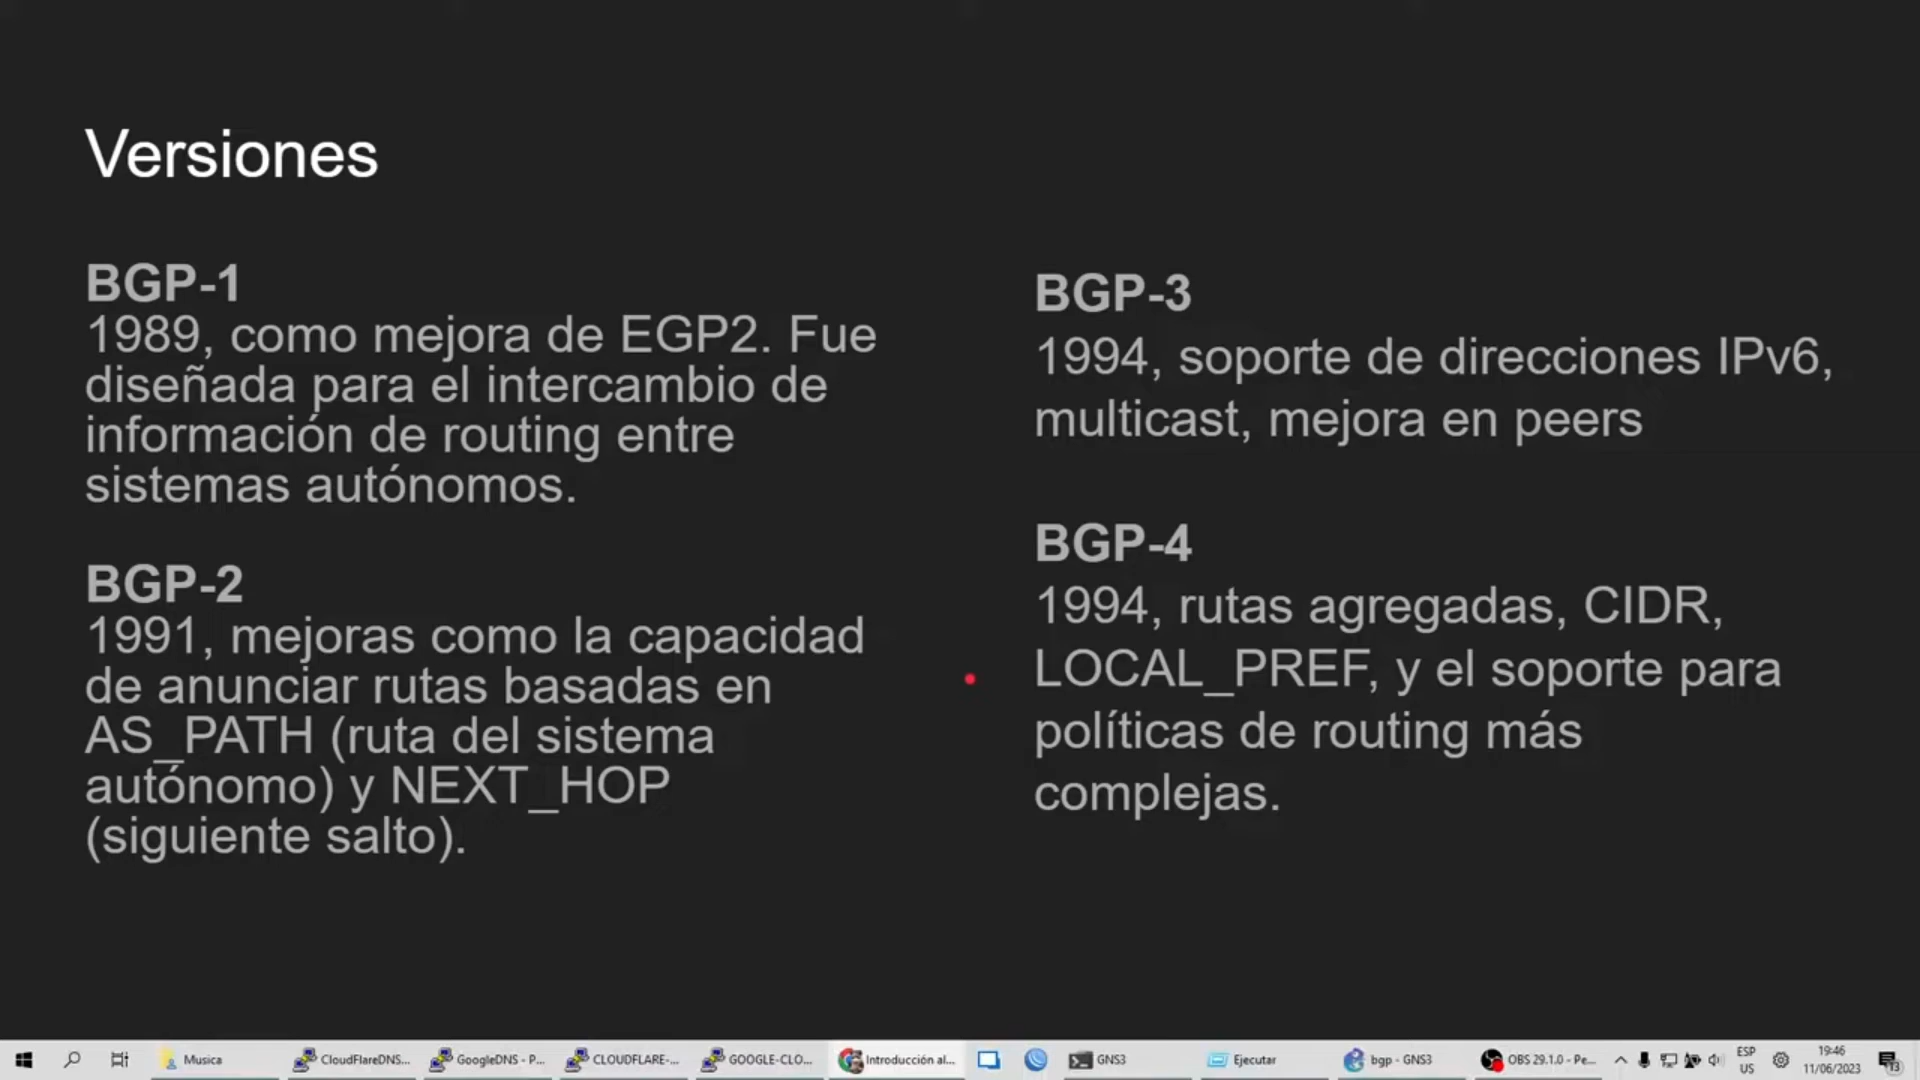 Versiones
BGP-1
1989, como mejora de EGP2. Fue
diseñada para el intercambio de
información de routing entre
sistemas autónomos.
BGP-2
1991, mejoras como la capacidad
de anunciar rutas basadas en
AS_PATH (ruta del sistema
autónomo) y NEXT_HOP
(siguiente salto).
BGP-3
1994, soporte de direcciones IPv6,
multicast, mejora en peers
BGP-4
1994, rutas agregadas, CIDR,
LOCAL_PREF, y el soporte para
políticas de routing más
complejas.
Musica
CloudFlareDNS...
GoogleDNS - P...
CLOUDFLARE-...
GOOGLE-CLO...
Introducción al...
GNS3
Ejecutar
bgp - GNS3
OBS 29.1.0 - Pe...
ESP
US
19:46
11/06/2023
13